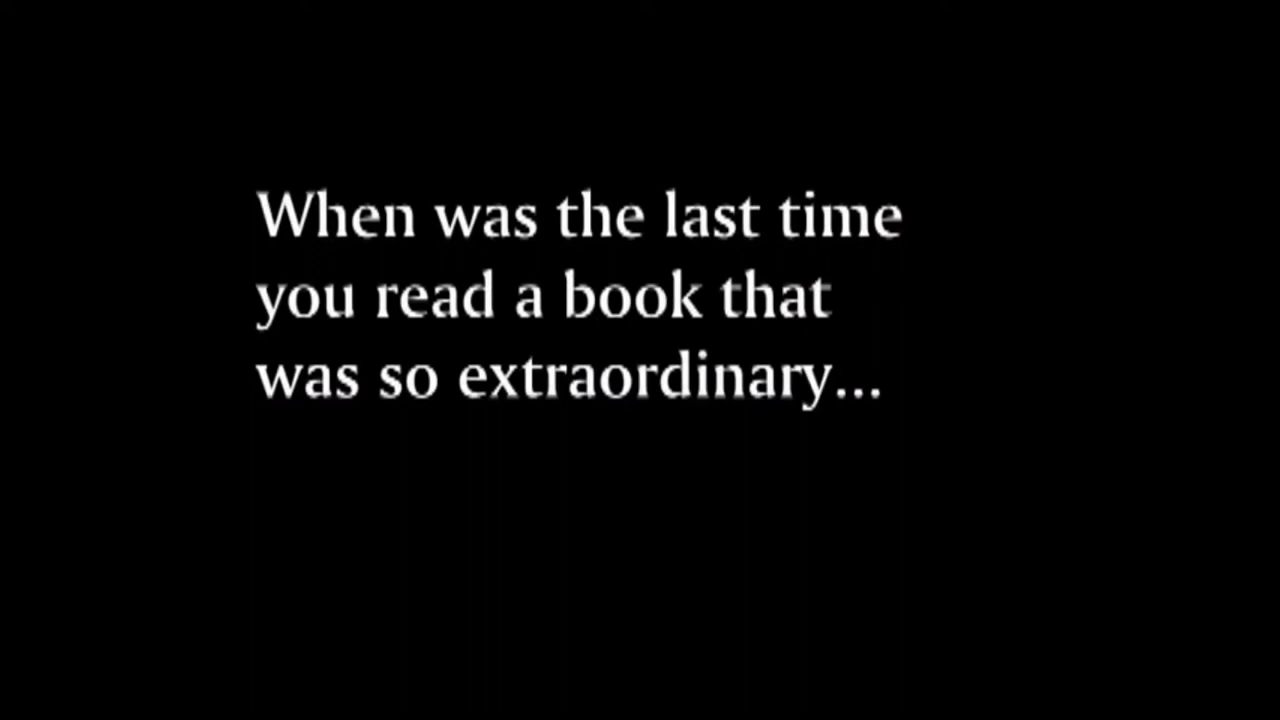 When was the last time
you read a book that
was so extraordinary...